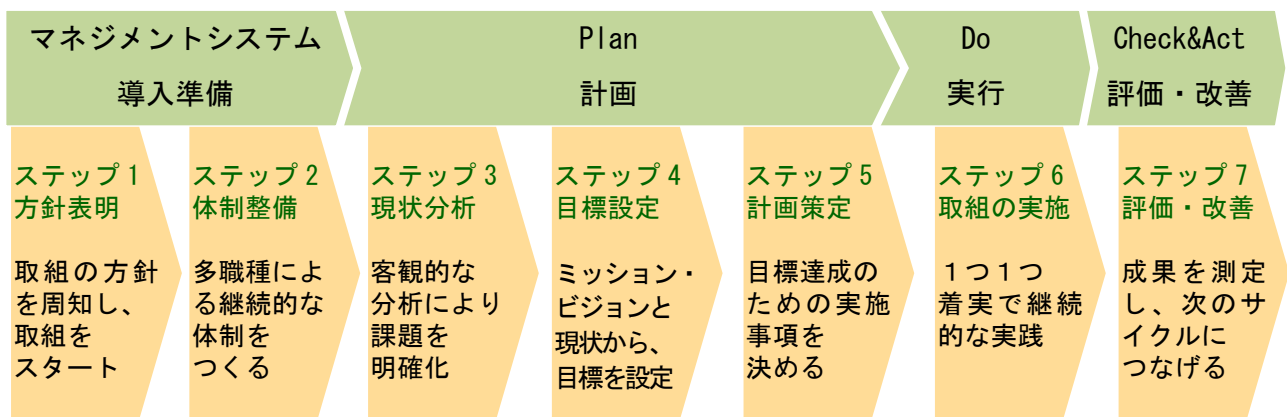 マネジメントシステム
導入準備
Plan
計画
Do
実行
Check&Act
評価・改善
ステップ1
方針表明
取組の方針
を周知し、
取組を
スタート
ステップ2
体制整備
多職種によ
る継続的な
体制を
つくる
ステップ3
現状分析
客観的な
分析により
課題を
明確化
ステップ4
目標設定
ミッション・
ビジョンと
現状から、
目標を設定
ステップ5
計画策定
目標達成の
ための実施
事項を
決める
ステップ6
取組の実施
１つ１つ
着実で継続
的な実践
ステップ7
評価・改善
成果を測定
し、次のサ
イクルに
つなげる